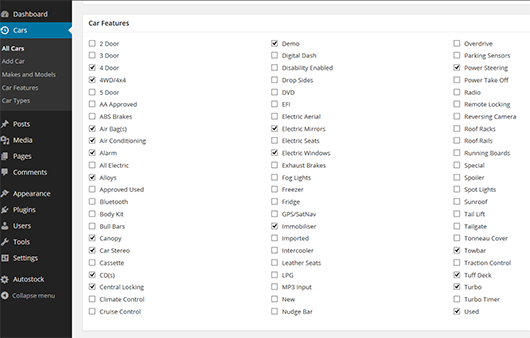 Dashboard
Cars
All Cars
Add Car
Makes and Models
Car Features
Car Types
Posts
Media
Pages
Comments
Appearance
Plugins
Users
Tools
Settings
Autostock
Collapse menu
Car Features
2 Door
3 Door
4 Door
4WD/4x4
5 Door
AA Approved
ABS Brakes
Air Bag(s)
Air Conditioning
Alarm
All Electric
Alloys
Approved Used
Bluetooth
Body Kit
Bull Bars
Canopy
Car Stereo
Cassette
CD(s)
Central Locking
Climate Control
Cruise Control
Demo
Digital Dash
Disability Enabled
Drop Sides
DVD
EFI
Electric Aerial
Electric Mirrors
Electric Seats
Electric Windows
Exhaust Brakes
Fog Lights
Freezer
Fridge
GPS/SatNav
Immobiliser
Imported
Intercooler
Leather Seats
LPG
MP3 Input
New
Nudge Bar
Overdrive
Parking Sensors
Power Steering
Power Take Off
Radio
Remote Locking
Reversing Camera
Roof Racks
Roof Rails
Running Boards
Special
Spoiler
Spot Lights
Sunroof
Tail Lift
Tailgate
Tonneau Cover
Towbar
Traction Control
Tuff Deck
Turbo
Turbo Timer
Used